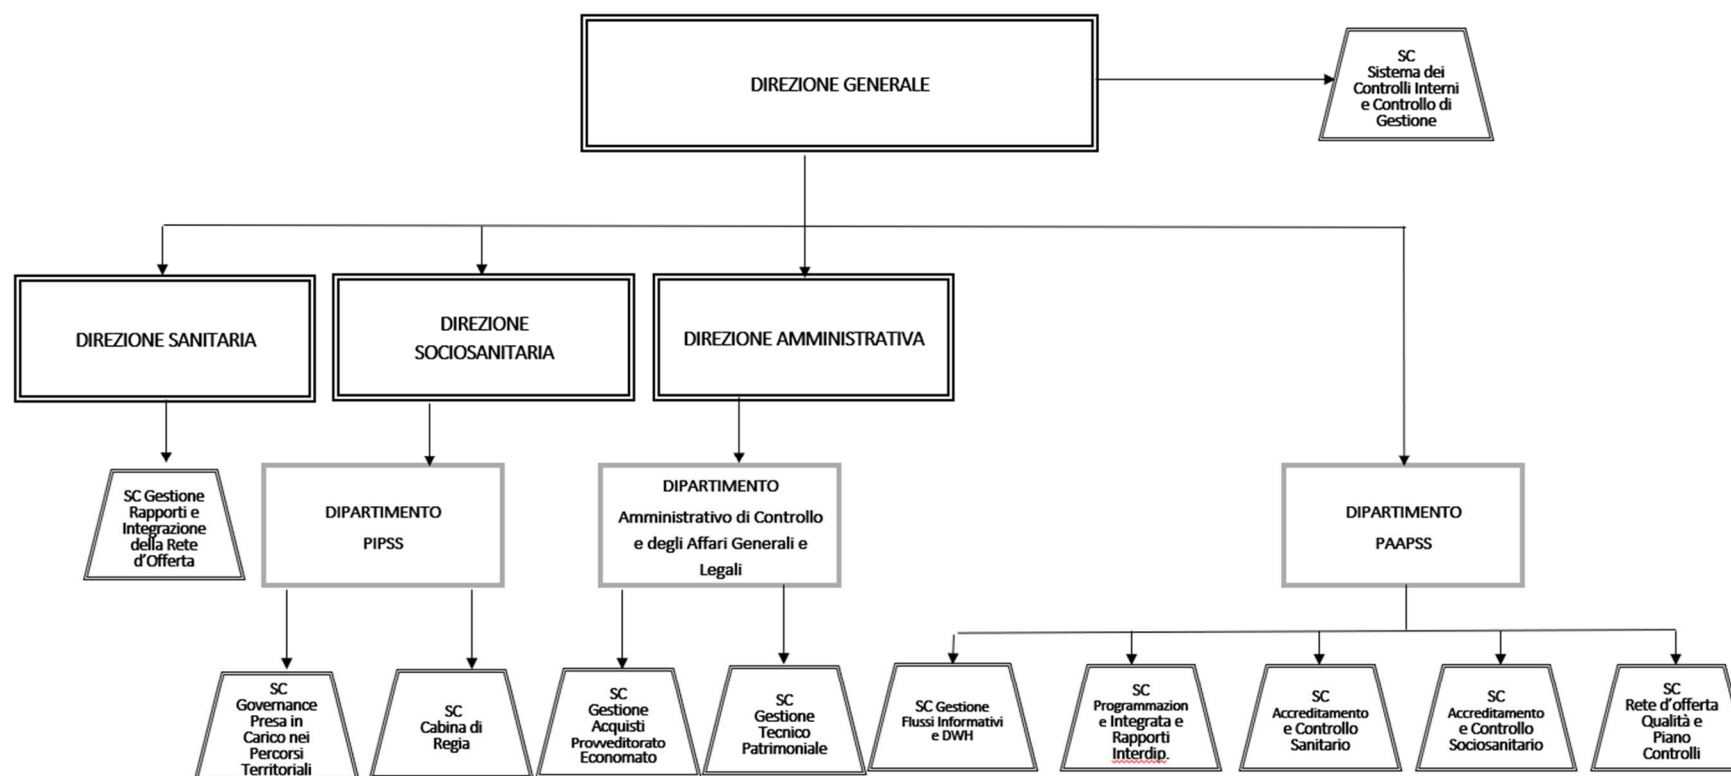 DIREZIONE GENERALE
SC
Sistema dei
Controlli Interni
e Controllo di
Gestione
DIREZIONE SANITARIA
DIREZIONE
SOCIOSANITARIA
DIREZIONE AMMINISTRATIVA
SC Gestione
Rapporti e
Integrazione
della Rete
d'Offerta
DIPARTIMENTO
PIPSS
DIPARTIMENTO
Amministrativo di Controllo
e degli Affari Generali e
Legali
DIPARTIMENTO
PAAPSS
SC
Governance
Presa in
Carico nei
Percorsi
Territoriali
SC
Cabina di
Regia
SC
Gestione
Acquisti
Provveditorato
Economato
SC
Gestione
Tecnico
Patrimoniale
SC Gestione
Flussi Informativi
e DWH
SC
Programmazion
e Integrata e
Rapporti
Interdip.
SC
Accreditamento
e Controllo
Sanitario
SC
Accreditamento
e Controllo
Sociosanitario
SC
Rete d'offerta
Qualità e
Piano
Controlli